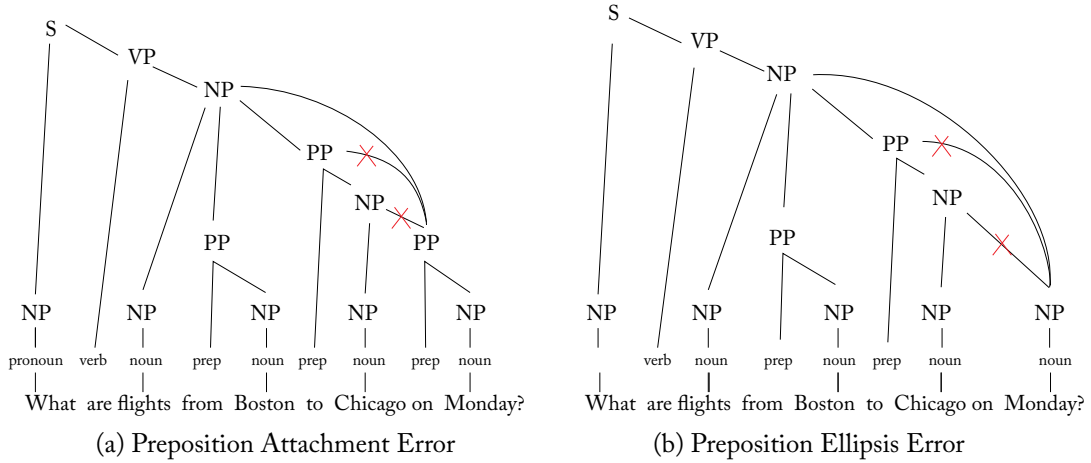 S
VP
NP
PP
NP
PP
PP
NP NP NP NP NP
pronoun verb noun prep noun prep noun prep noun
What are flights from Boston to Chicago on Monday?
(a) Preposition Attachment Error
S
VP
NP
PP
NP
PP
NP NP NP NP NP
verb noun prep noun prep noun noun
What are flights from Boston to Chicago on Monday?
(b) Preposition Ellipsis Error